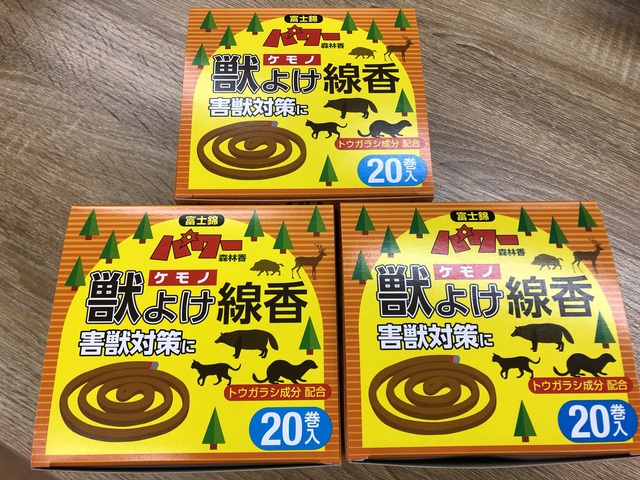 富士錦
パワー
森林香
ケモノ
獣よけ線香
害獣対策に
トウガラシ成分 配合
20巻入
富士錦
パワー
森林香
ケモノ
獣よけ線香
害獣対策に
トウガラシ成分 配合
20巻入
富士錦
パワー
森林香
ケモノ
獣よけ線香
害獣対策に
トウガラシ成分 配合
20巻入